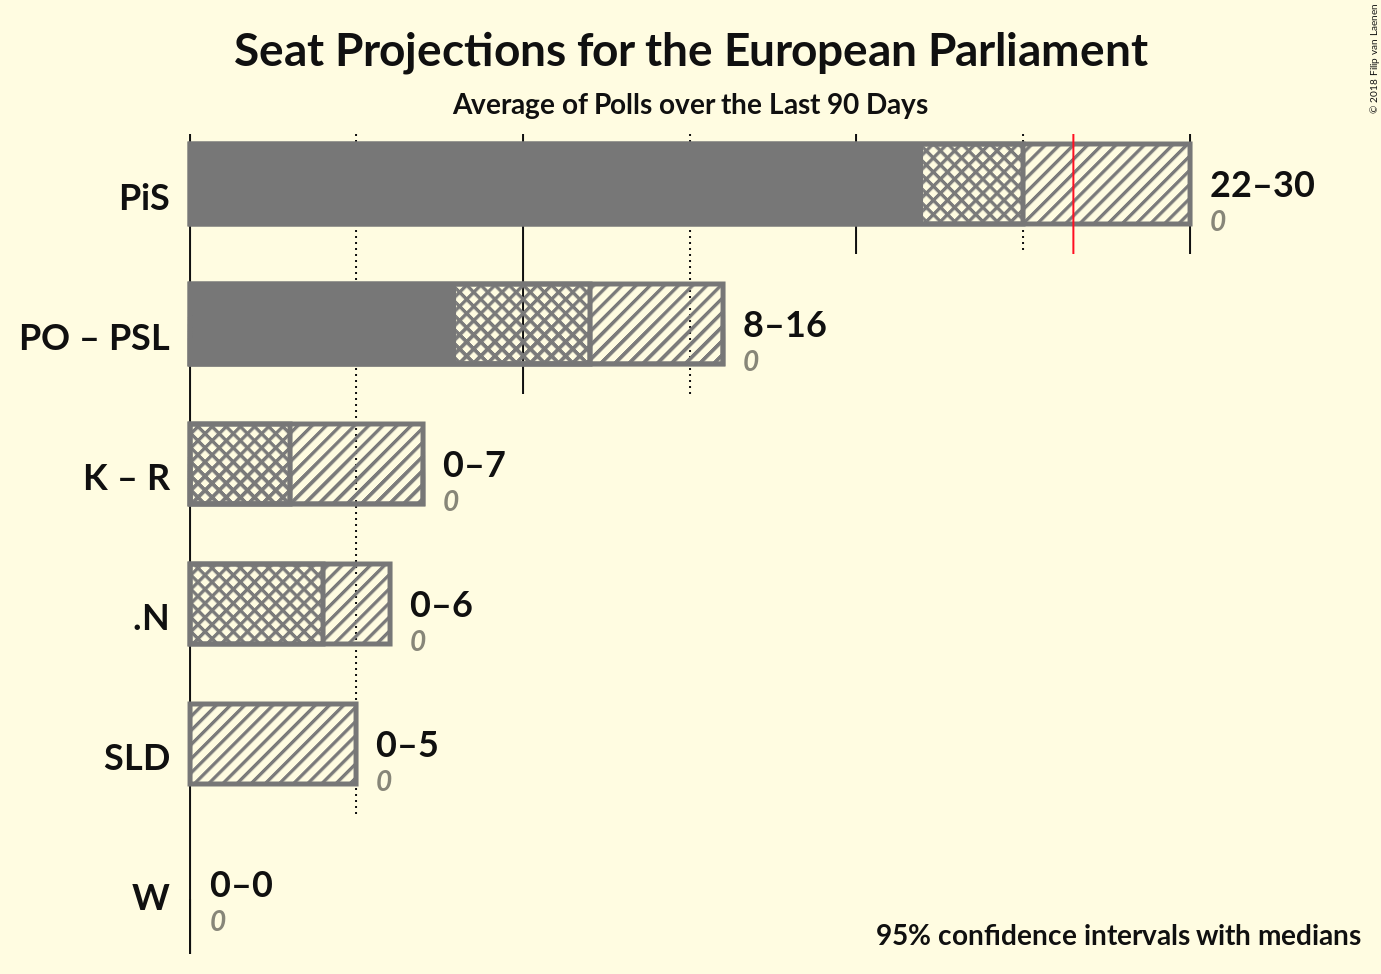 Seat Projections for the European Parliament
Average of Polls over the Last 90 Days
© 2018 Filip van Laenen
PiS
22–30
0
PO – PSL
8–16
0
K – R
0–7
0
.N
0–6
0
SLD
0–5
0
W
0–0
0
95% confidence intervals with medians